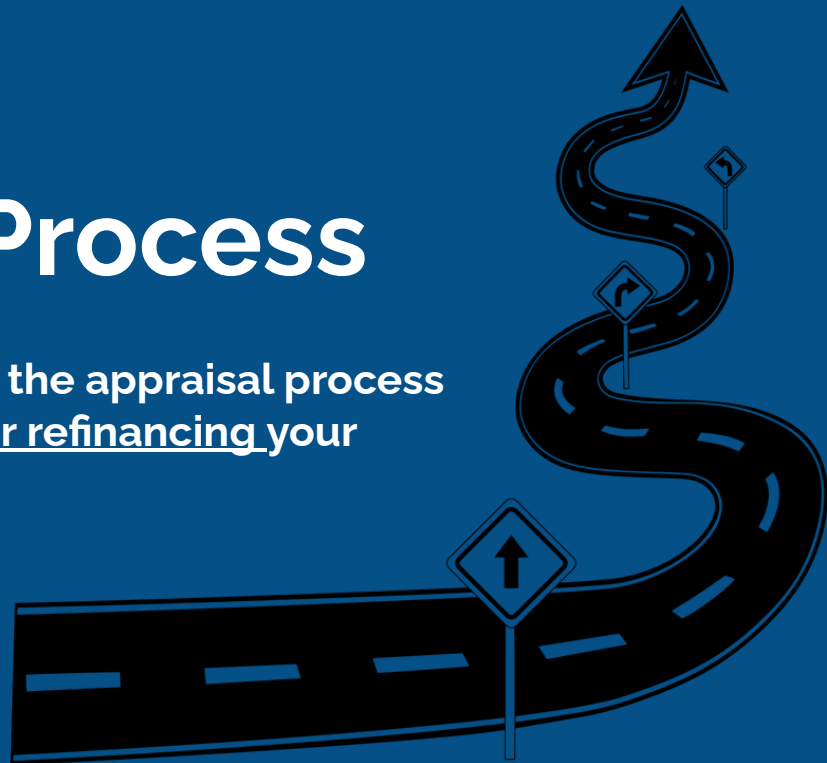 Process
the appraisal process
r refinancing your